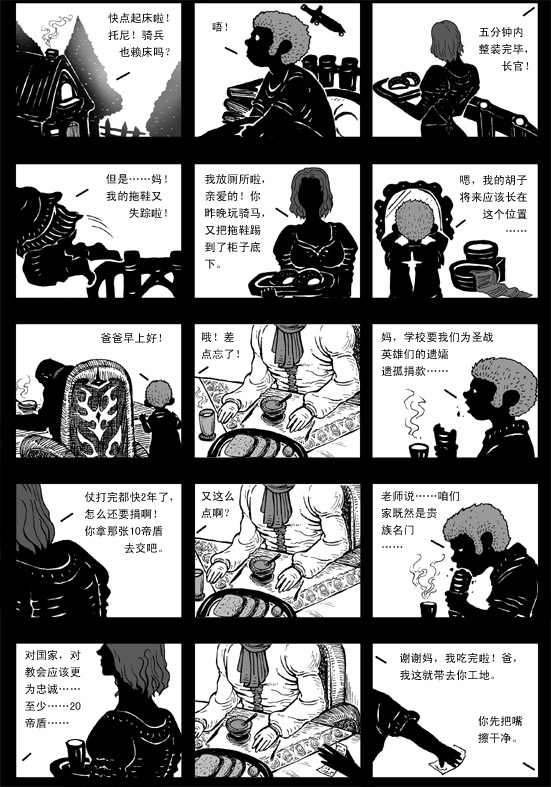 快点起床啦！
托尼！骑兵
也赖床吗？
唔！
五分钟内
整装完毕，
长官！
但是……妈！
我的拖鞋又
失踪啦！
我放厕所啦，
亲爱的！你
昨晚玩骑马，
又把拖鞋踢
到了柜子底
下。
嗯，我的胡子
将来应该长在
这个位置
……
爸爸早上好！
哦！差
点忘了！
妈，学校要我们为圣战
英雄们的遗孀
遗孤捐款……
仗打完都快2年了，
怎么还要捐啊！
你拿那张10帝盾
去交吧。
又这么
点啊？
老师说……咱们
家既然是贵
族名门
……
对国家，对
教会应该更
为忠诚……
至少……20
帝盾……
谢谢妈，我吃完啦！爸，
我这就带去你工地。
你先把嘴
擦干净。